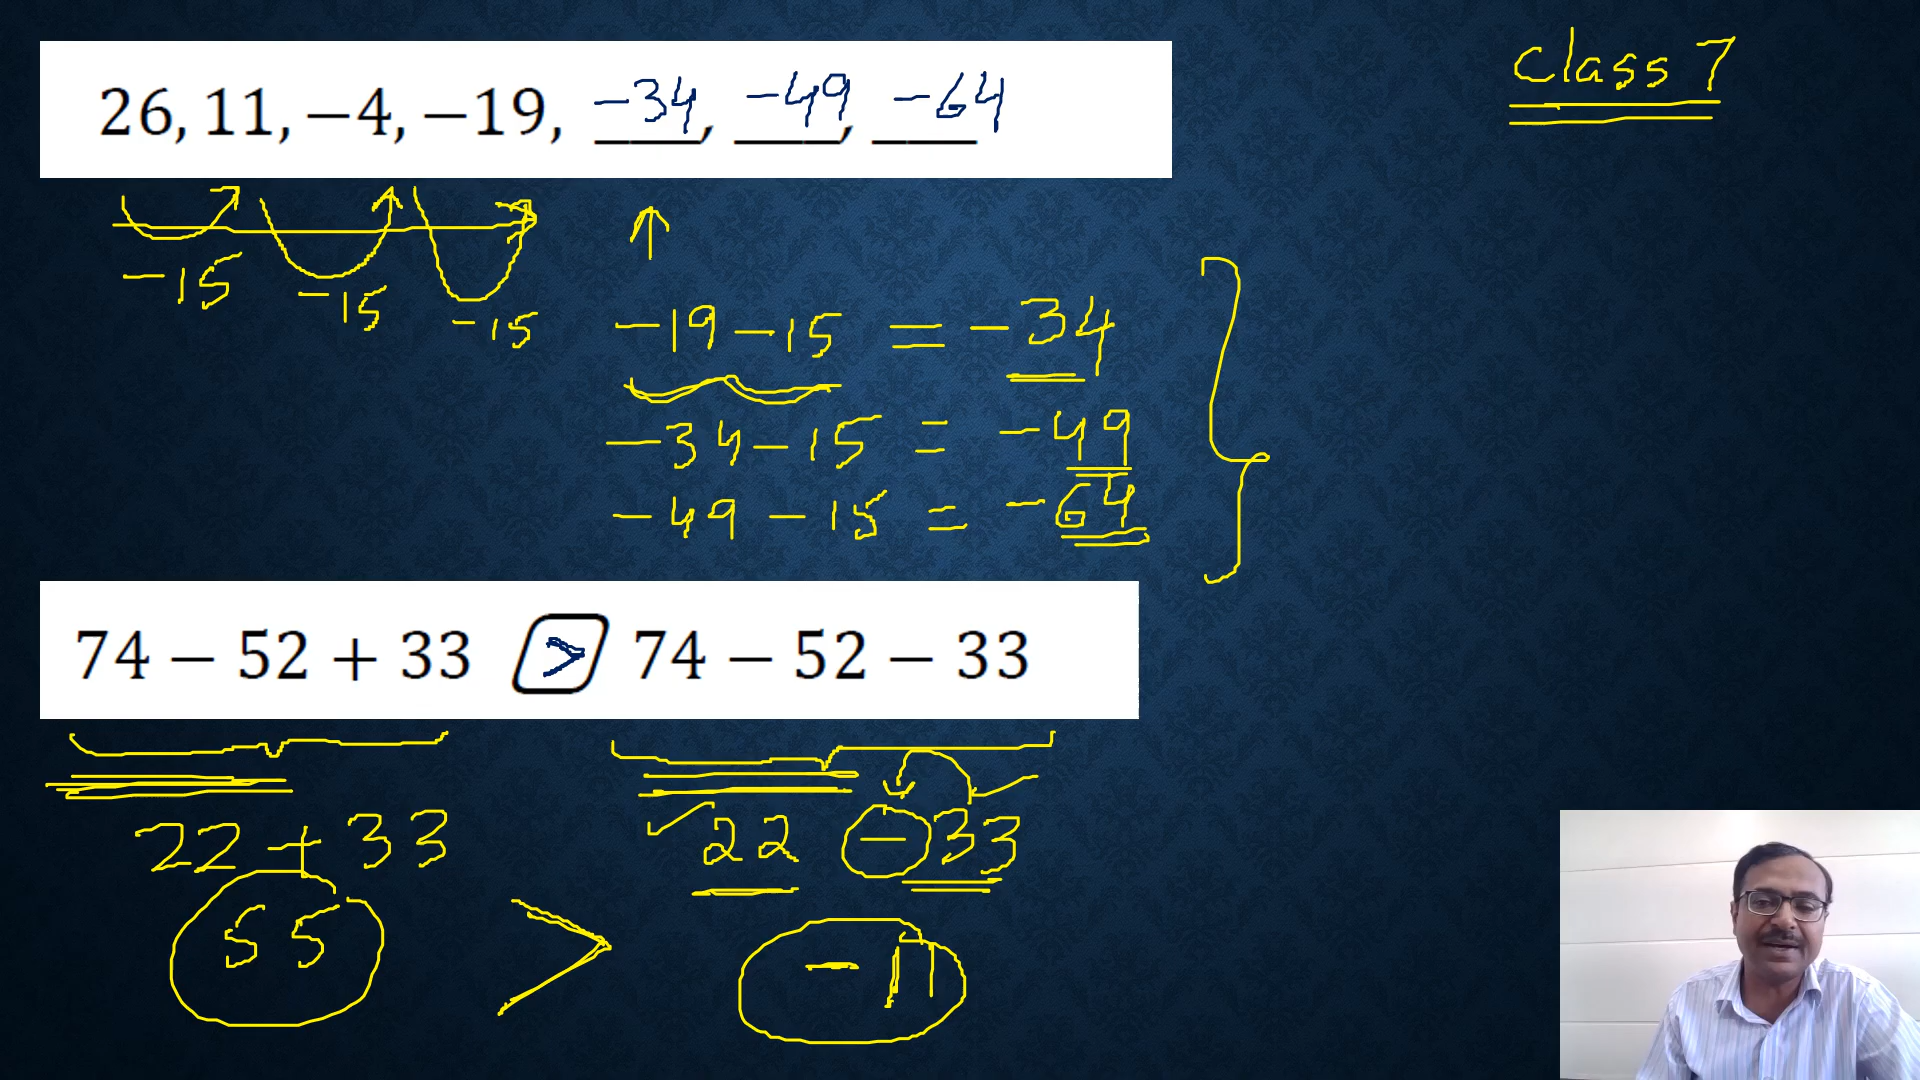 Class 7
26, 11, −4, −19, −34, −49, −64
−15 −15 −15
−19 − 15 = −34
−34 − 15 = −49
−49 − 15 = −64
74 − 52 + 33 > 74 − 52 − 33
22 + 33 22 − 33
55 > −11